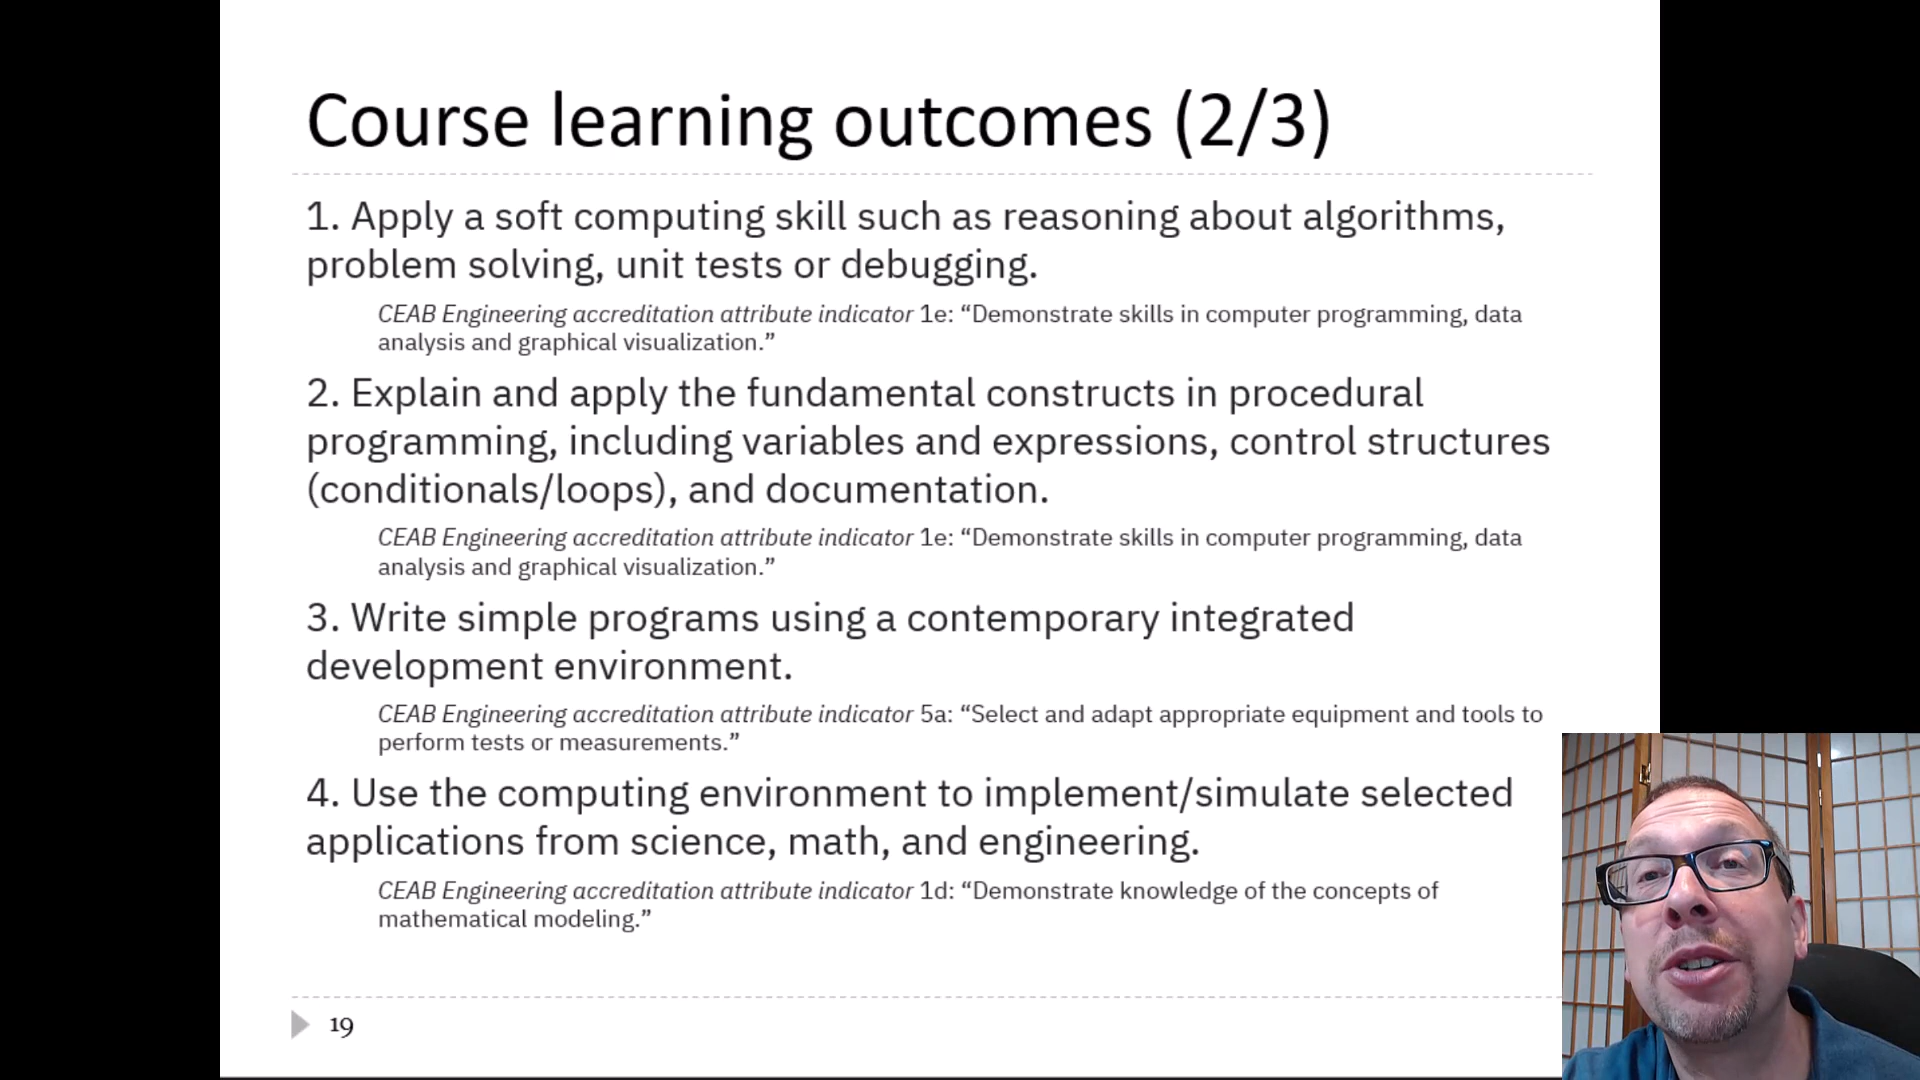 Course learning outcomes (2/3)
1. Apply a soft computing skill such as reasoning about algorithms,
problem solving, unit tests or debugging.
CEAB Engineering accreditation attribute indicator 1e: “Demonstrate skills in computer programming, data
analysis and graphical visualization.”
2. Explain and apply the fundamental constructs in procedural
programming, including variables and expressions, control structures
(conditionals/loops), and documentation.
CEAB Engineering accreditation attribute indicator 1e: “Demonstrate skills in computer programming, data
analysis and graphical visualization.”
3. Write simple programs using a contemporary integrated
development environment.
CEAB Engineering accreditation attribute indicator 5a: “Select and adapt appropriate equipment and tools to
perform tests or measurements.”
4. Use the computing environment to implement/simulate selected
applications from science, math, and engineering.
CEAB Engineering accreditation attribute indicator 1d: “Demonstrate knowledge of the concepts of
mathematical modeling.”
19